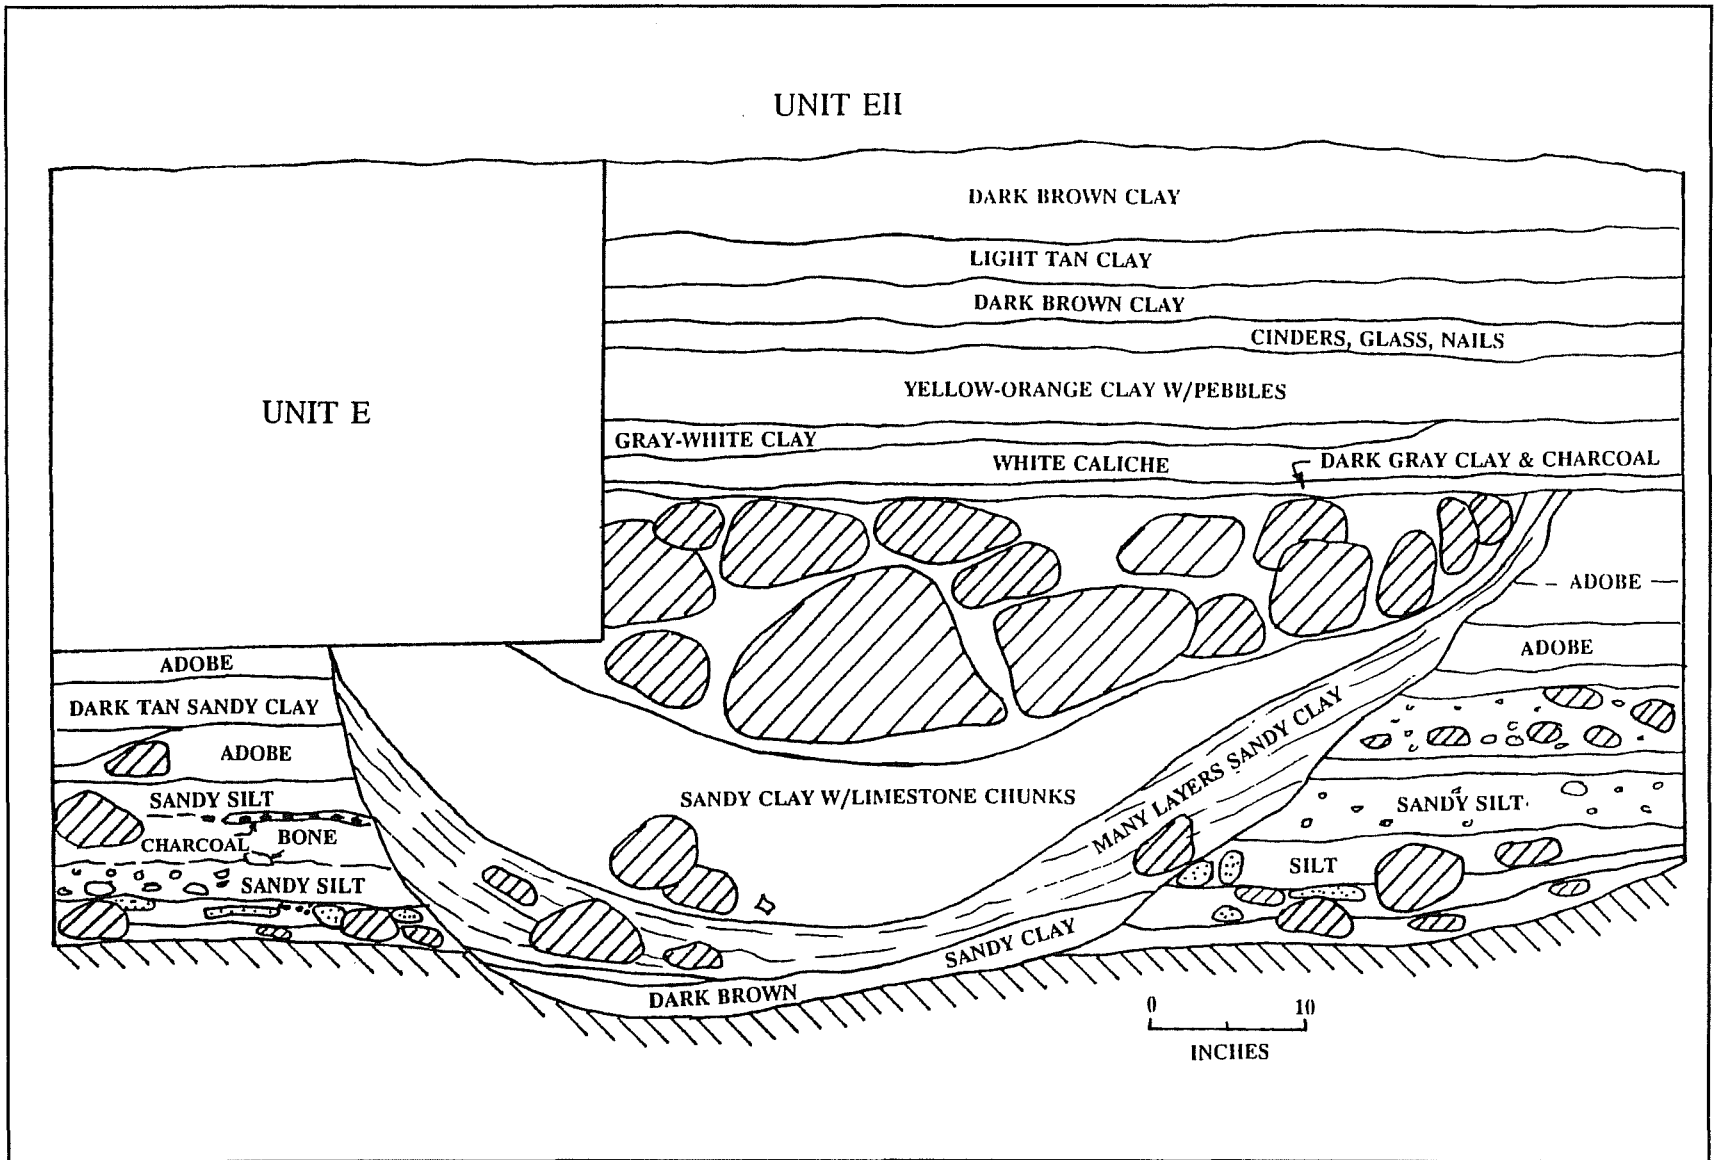 UNIT EII
DARK BROWN CLAY
LIGHT TAN CLAY
DARK BROWN CLAY
CINDERS, GLASS, NAILS
UNIT E
YELLOW-ORANGE CLAY W/PEBBLES
GRAY-WHITE CLAY
WHITE CALICHE
DARK GRAY CLAY & CHARCOAL
ADOBE
ADOBE
ADOBE
DARK TAN SANDY CLAY
ADOBE
SANDY SILT
CHARCOAL
BONE
SANDY SILT
SANDY CLAY W/LIMESTONE CHUNKS
MANY LAYERS SANDY CLAY
SANDY SILT
SILT
SANDY CLAY
DARK BROWN
0 10
INCHES